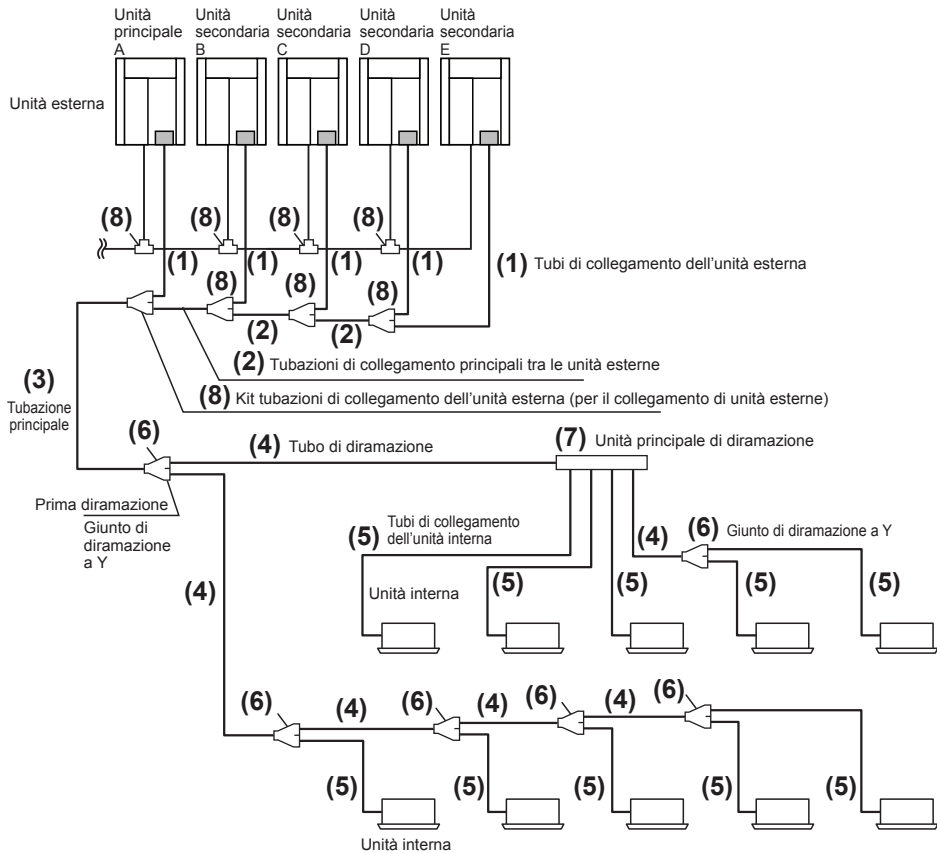 Unità principale A
Unità secondaria B
Unità secondaria C
Unità secondaria D
Unità secondaria E
Unità esterna
(8)
(8)
(8)
(8)
(1)
(1)
(1)
(1)
(1) Tubi di collegamento dell'unità esterna
(8)
(8)
(8)
(2)
(2)
(2) Tubazioni di collegamento principali tra le unità esterne
(8) Kit tubazioni di collegamento dell'unità esterna (per il collegamento di unità esterne)
(3)
Tubazione
principale
(6)
(4) Tubo di diramazione
(7) Unità principale di diramazione
Prima diramazione
Giunto di
diramazione
a Y
(5) Tubi di collegamento
dell'unità interna
(4)
(6) Giunto di diramazione a Y
(4)
Unità interna
(5)
(5)
(5)
(5)
(6)
(4)
(6)
(4)
(6)
(4)
(6)
(5)
(5)
(5)
(5)
(5)
Unità interna